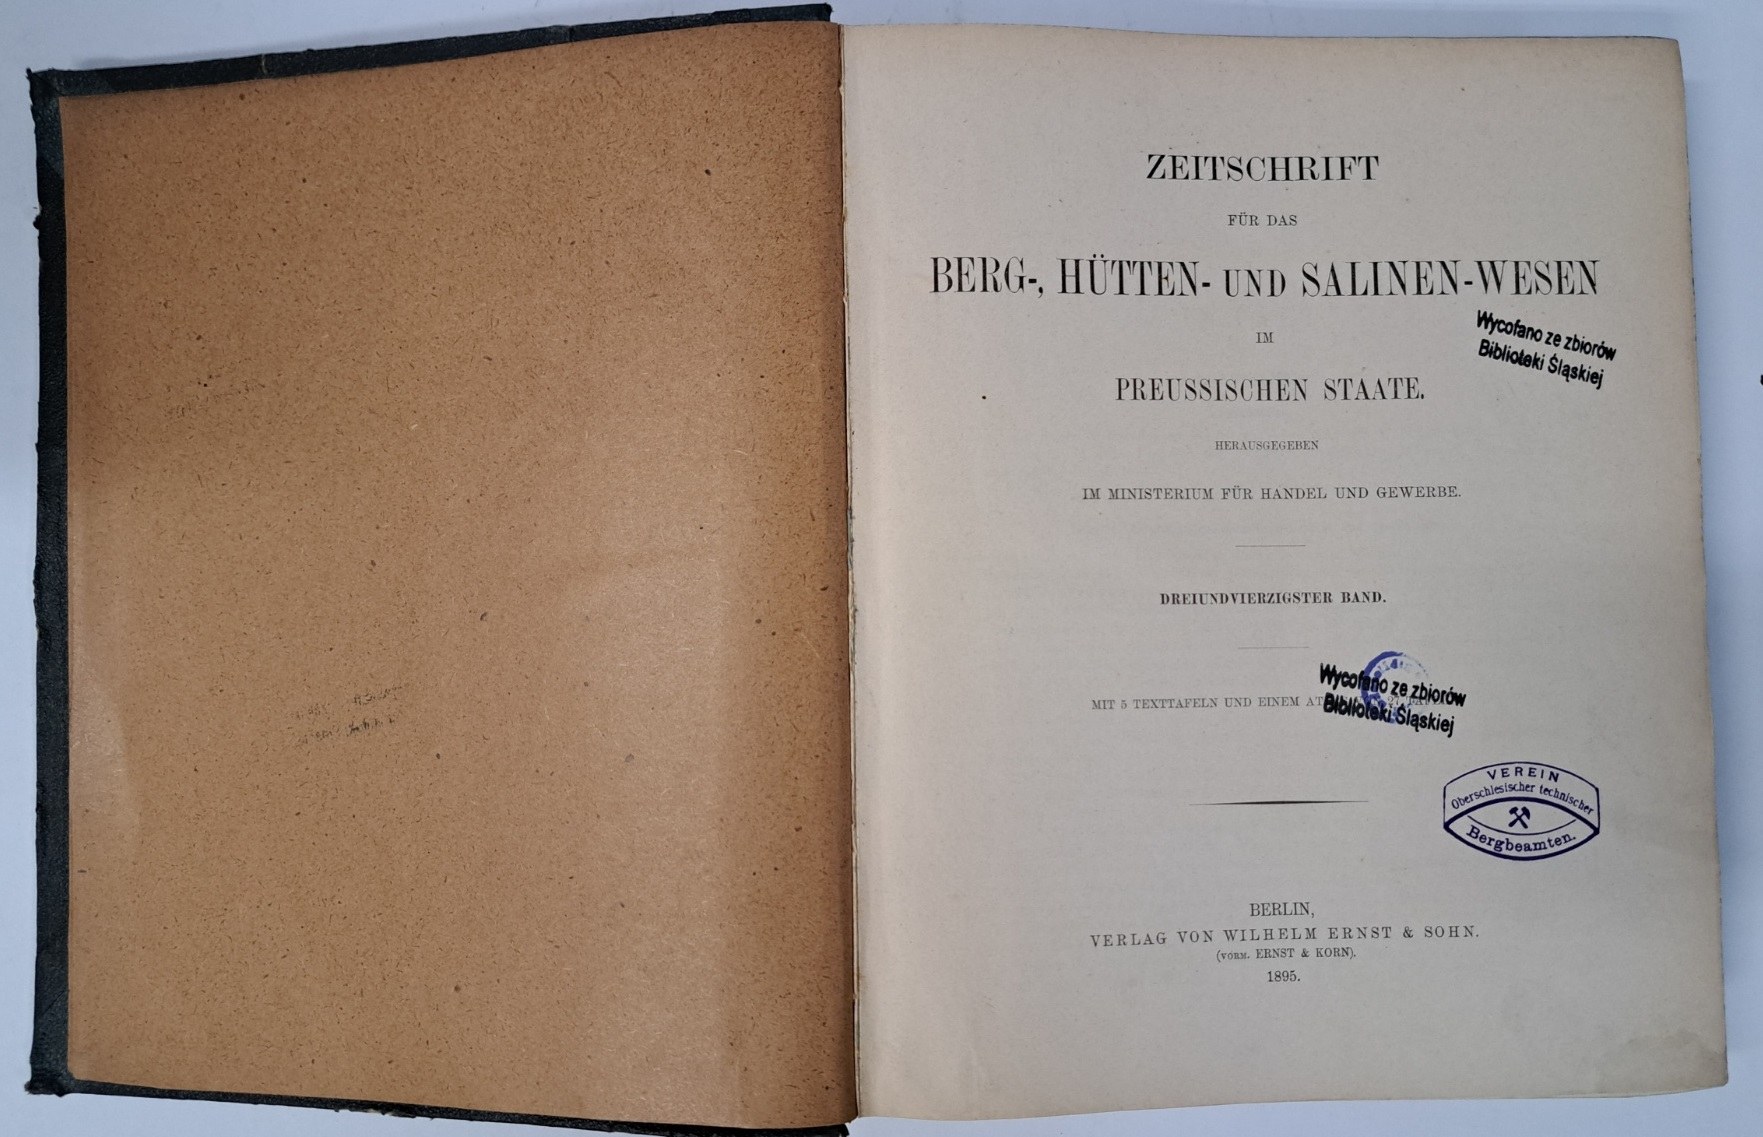 ZEITSCHRIFT
FÜR DAS
BERG-, HÜTTEN- UND SALINEN-WESEN
IM
PREUSSISCHEN STAATE.
HERAUSGEGEBEN
IM MINISTERIUM FÜR HANDEL UND GEWERBE.
DREIUNDVIERZIGSTER BAND.
MIT 5 TEXTTAFELN UND EINEM
Wycofano ze zbiorów
Biblioteki Śląskiej
Wycofano ze zbiorów
Biblioteki Śląskiej
VEREIN
Oberschlesischer technischer
Bergbeamten.
BERLIN,
VERLAG VON WILHELM ERNST & SOHN.
(VORM. ERNST & KORN).
1895.